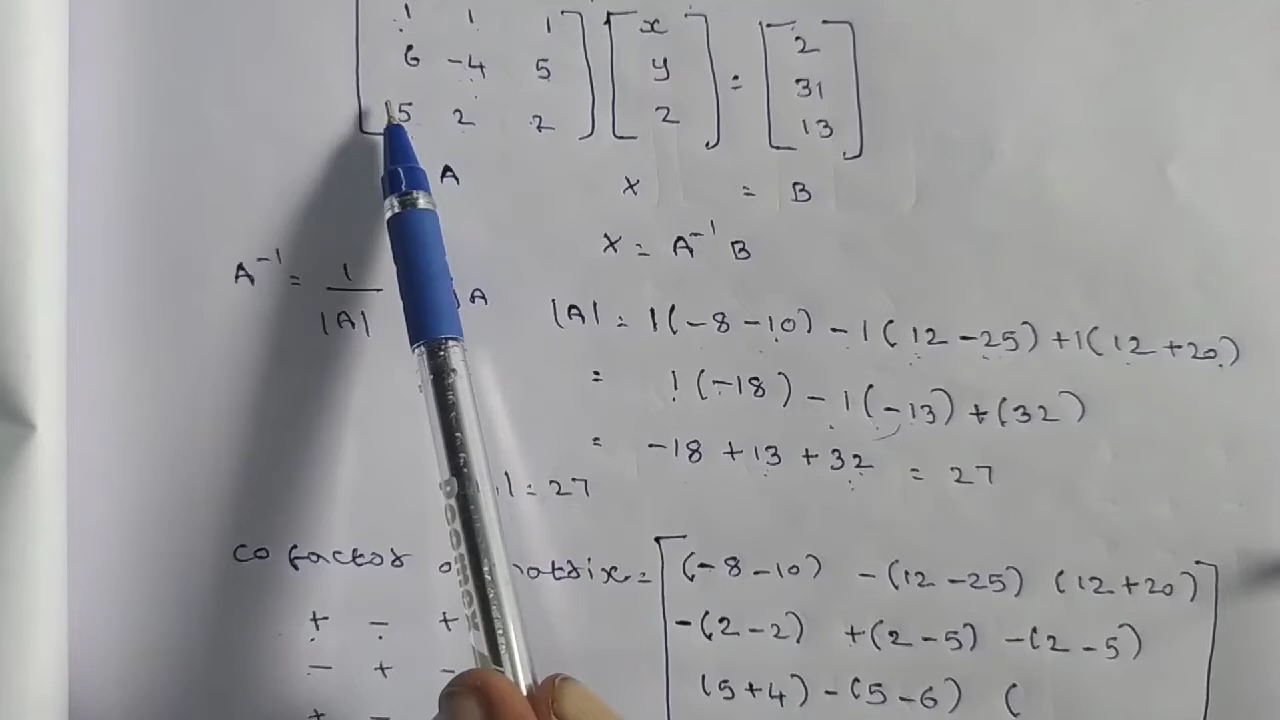 1 1 1 x 2
6 -4 5 y = 31
5 2 2 z 13
A X = B
X = A⁻¹ B
A⁻¹ = 1/|A| A
|A| = 1(-8-10) -1(12-25) +1(12+20)
= 1(-18) -1(-13) +(32)
= -18 +13 +32 = 27
= 27
Co factor matrix = (-8-10) -(12-25) (12+20)
+ - + -(2-2) +(2-5) -(2-5)
- + - (5+4) -(5-6) (
+ -